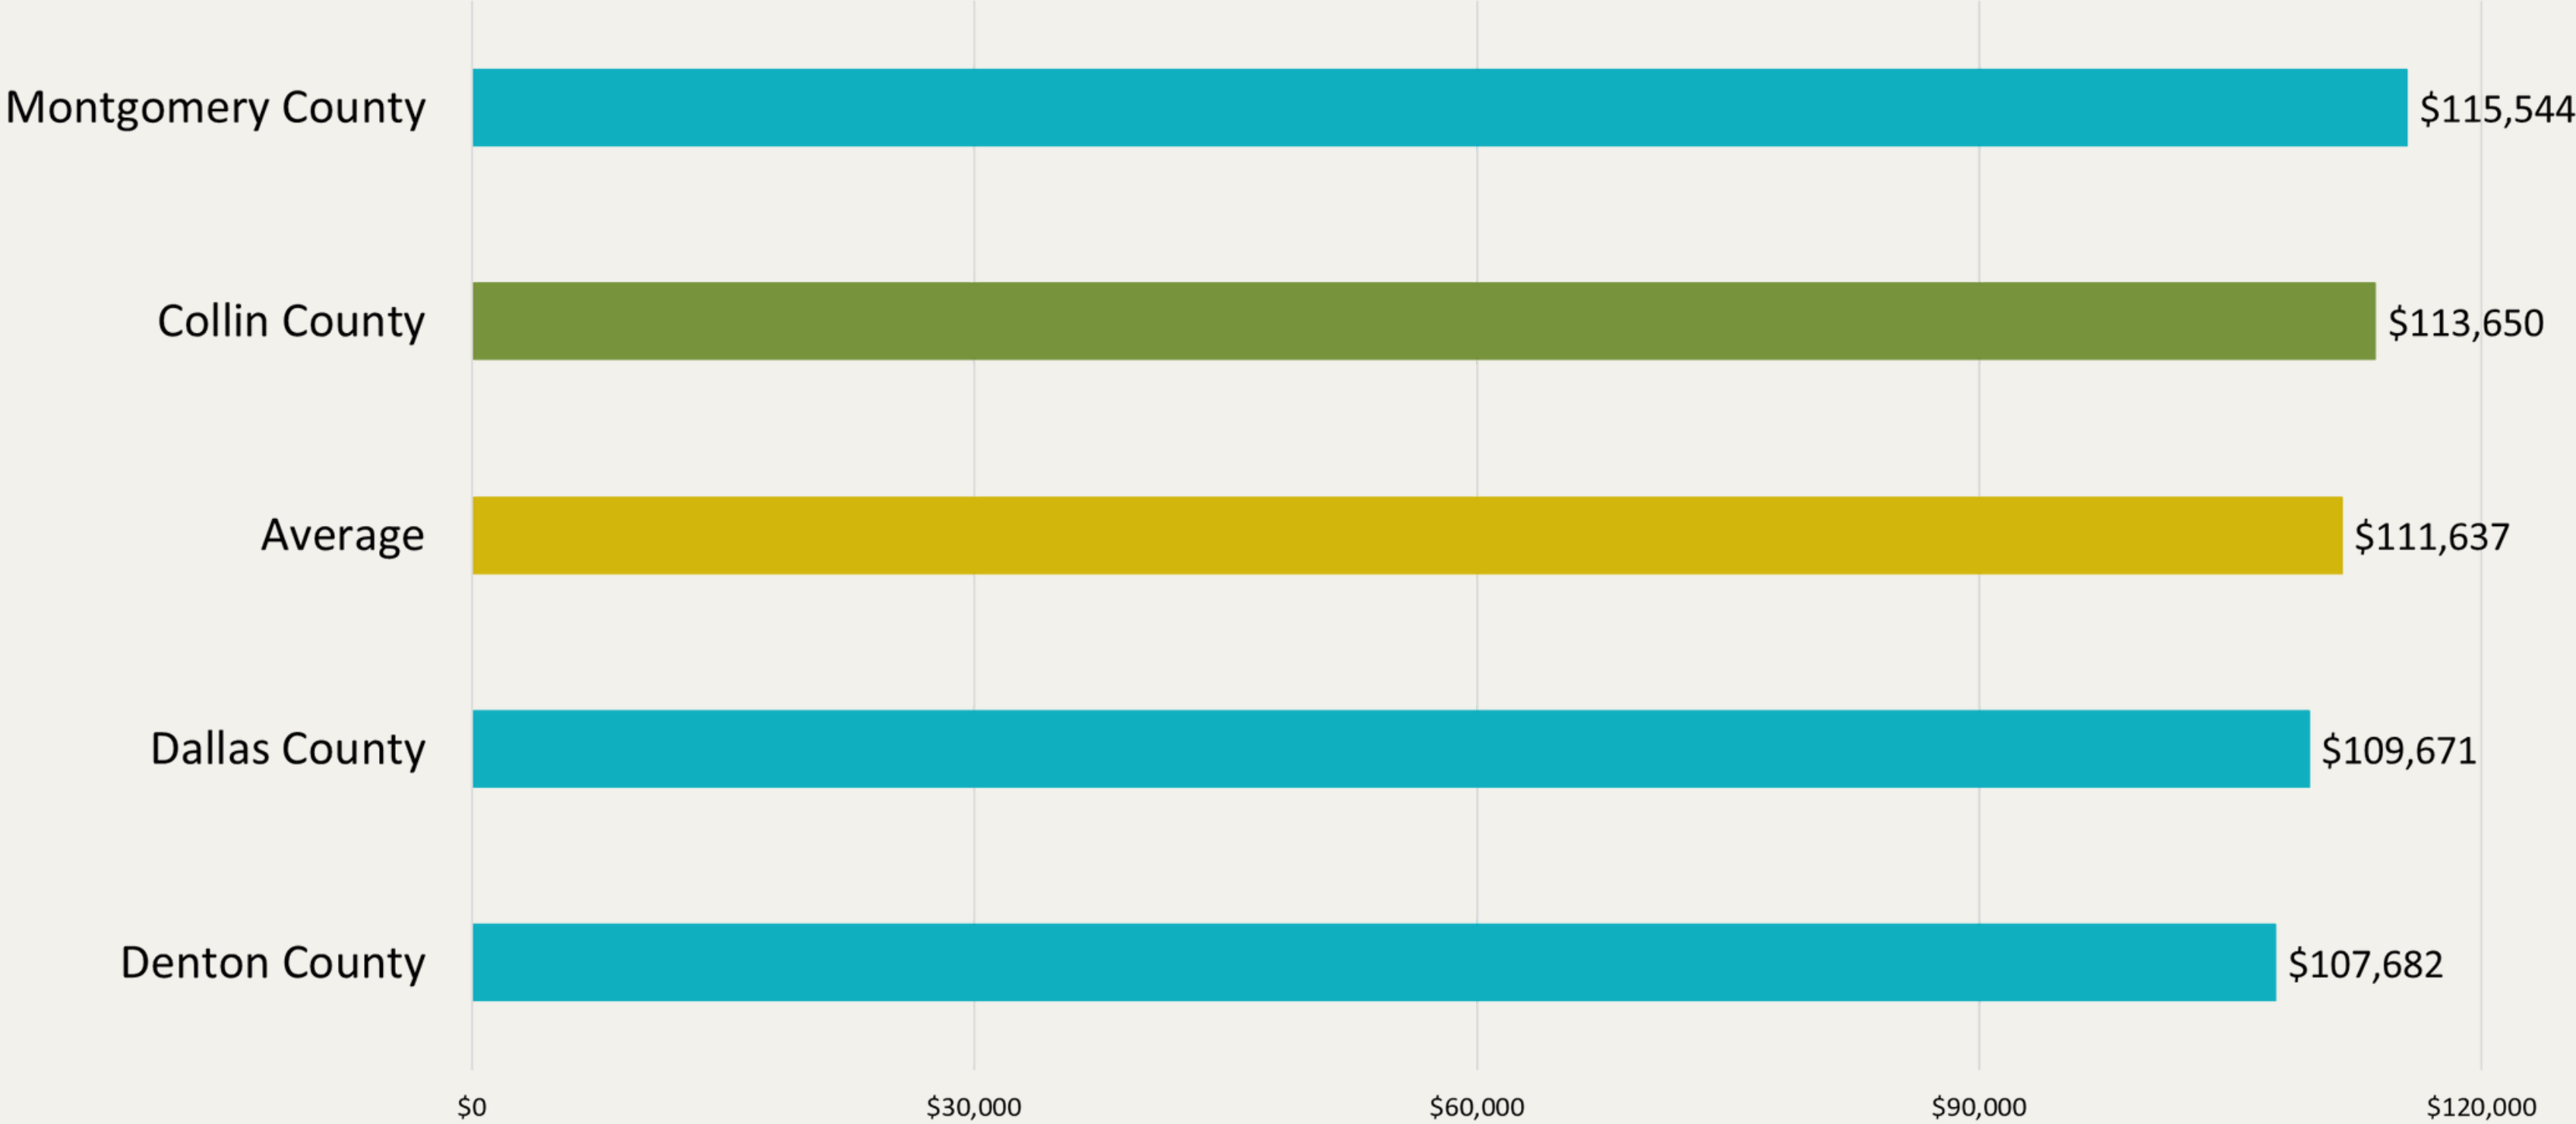 Montgomery County $115,544
Collin County $113,650
Average $111,637
Dallas County $109,671
Denton County $107,682
$0 $30,000 $60,000 $90,000 $120,000